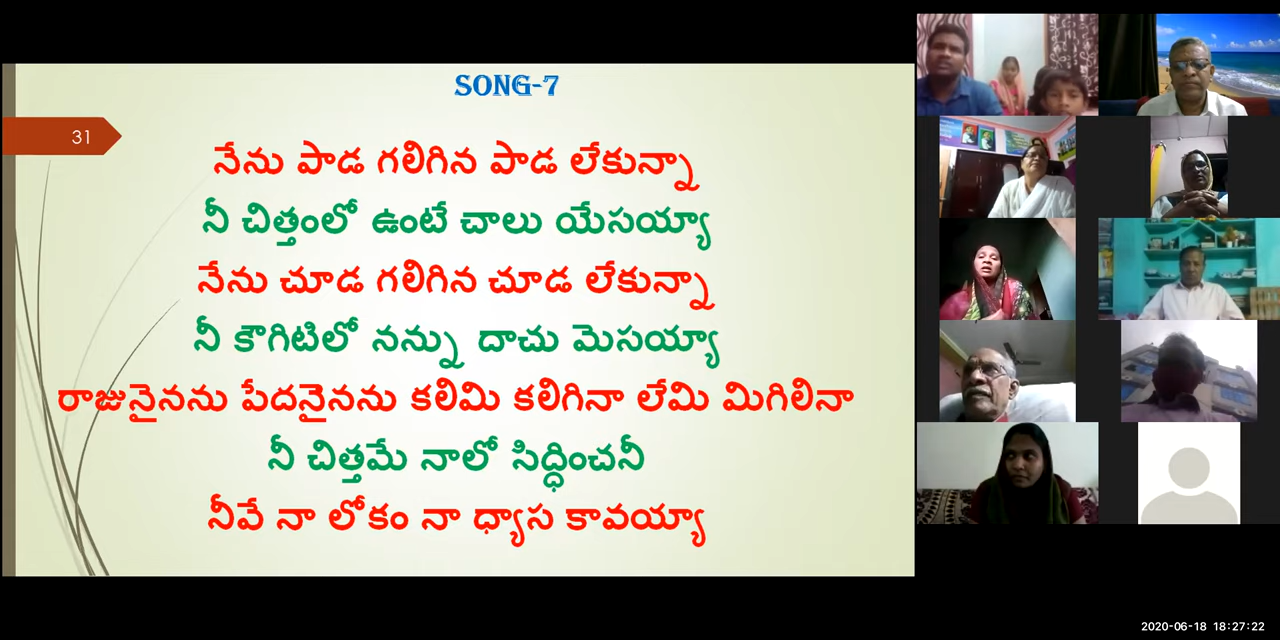 SONG-7
31
నేను పాడ గలిగిన పాడ లేకున్నా
నీ చిత్తంలో ఉంటే చాలు యేసయ్యా
నేను చూడ గలిగిన చూడ లేకున్నా
నీ కౌగిటిలో నన్ను దాచు మెసయ్యా
రాజునైనను పేదనైనను కలిమి కలిగినా లేమి మిగిలినా
నీ చిత్తమే నాలో సిద్ధించనీ
నీవే నా లోకం నా ధ్యాస కావయ్యా
2020-06-18 18:27:22